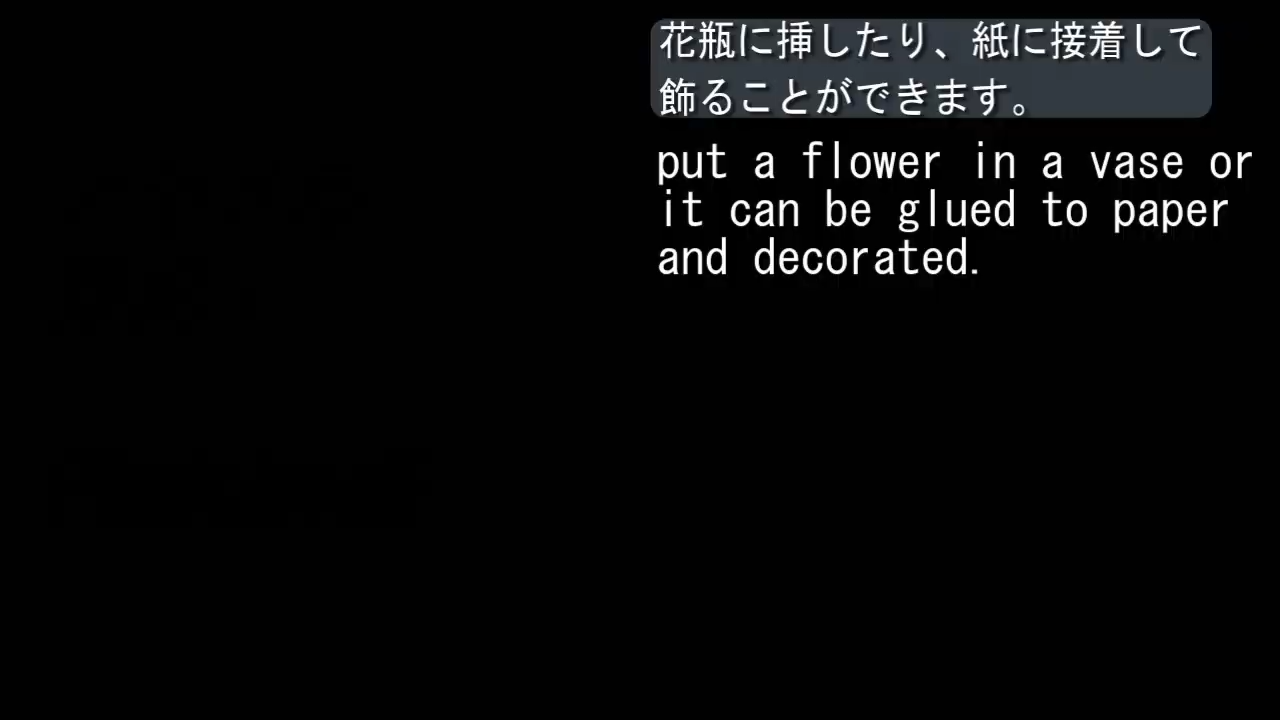 花瓶に挿したり、紙に接着して
飾ることができます。
put a flower in a vase or
it can be glued to paper
and decorated.